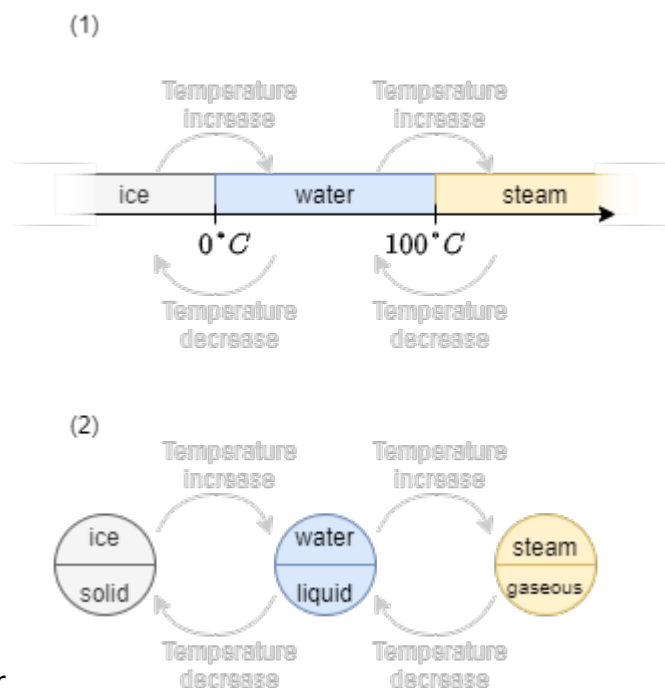 (1)
Temperature Temperature
increase increase
ice water steam
0°C 100°C
Temperature Temperature
decrease decrease
(2)
Temperature Temperature
increase increase
ice water steam
solid liquid gaseous
Temperature Temperature
decrease decrease